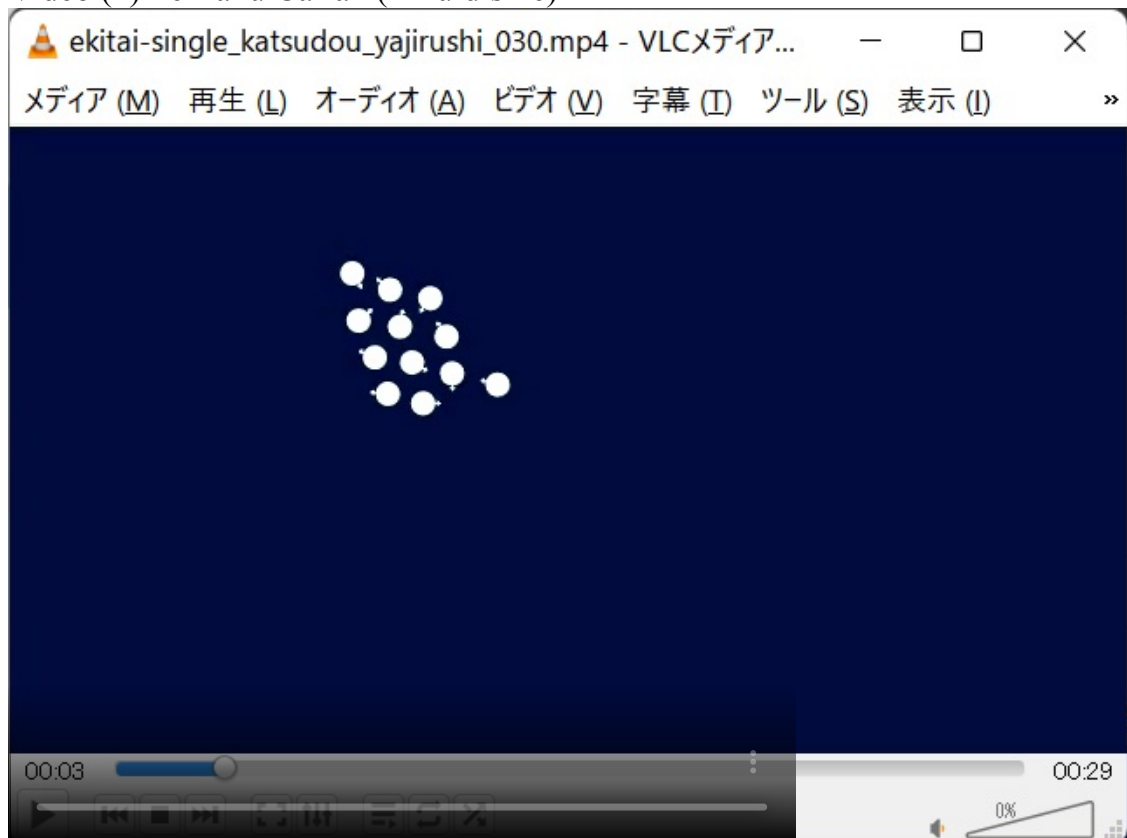 ekitai-single_katsudou_yajirushi_030.mp4 - VLCメディア...
メディア (M) 再生 (L) オーディオ (A) ビデオ (V) 字幕 (T) ツール (S) 表示 (I) »
00:03 00:29
0%